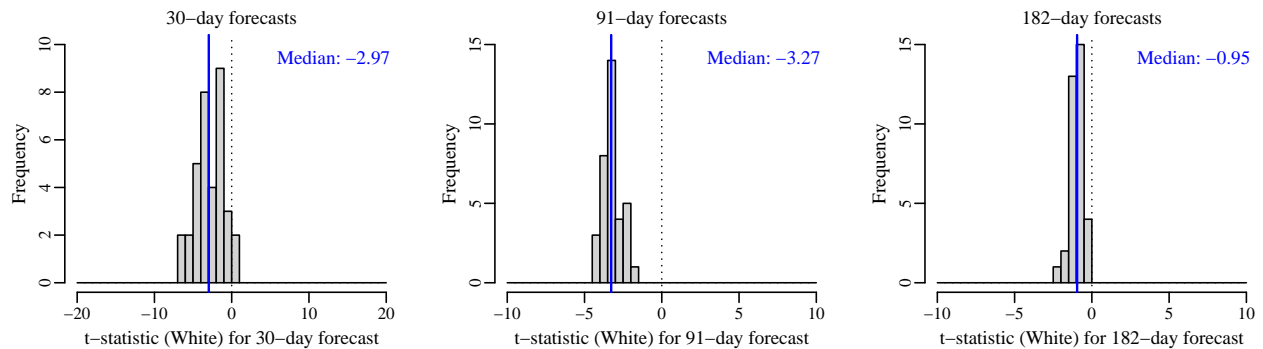 30−day forecasts
Median: −2.97
Frequency
0 2 4 6 8 10
−20 −10 0 10 20
t−statistic (White) for 30−day forecast
91−day forecasts
Median: −3.27
Frequency
0 5 10 15
−10 −5 0 5 10
t−statistic (White) for 91−day forecast
182−day forecasts
Median: −0.95
Frequency
0 5 10 15
−10 −5 0 5 10
t−statistic (White) for 182−day forecast